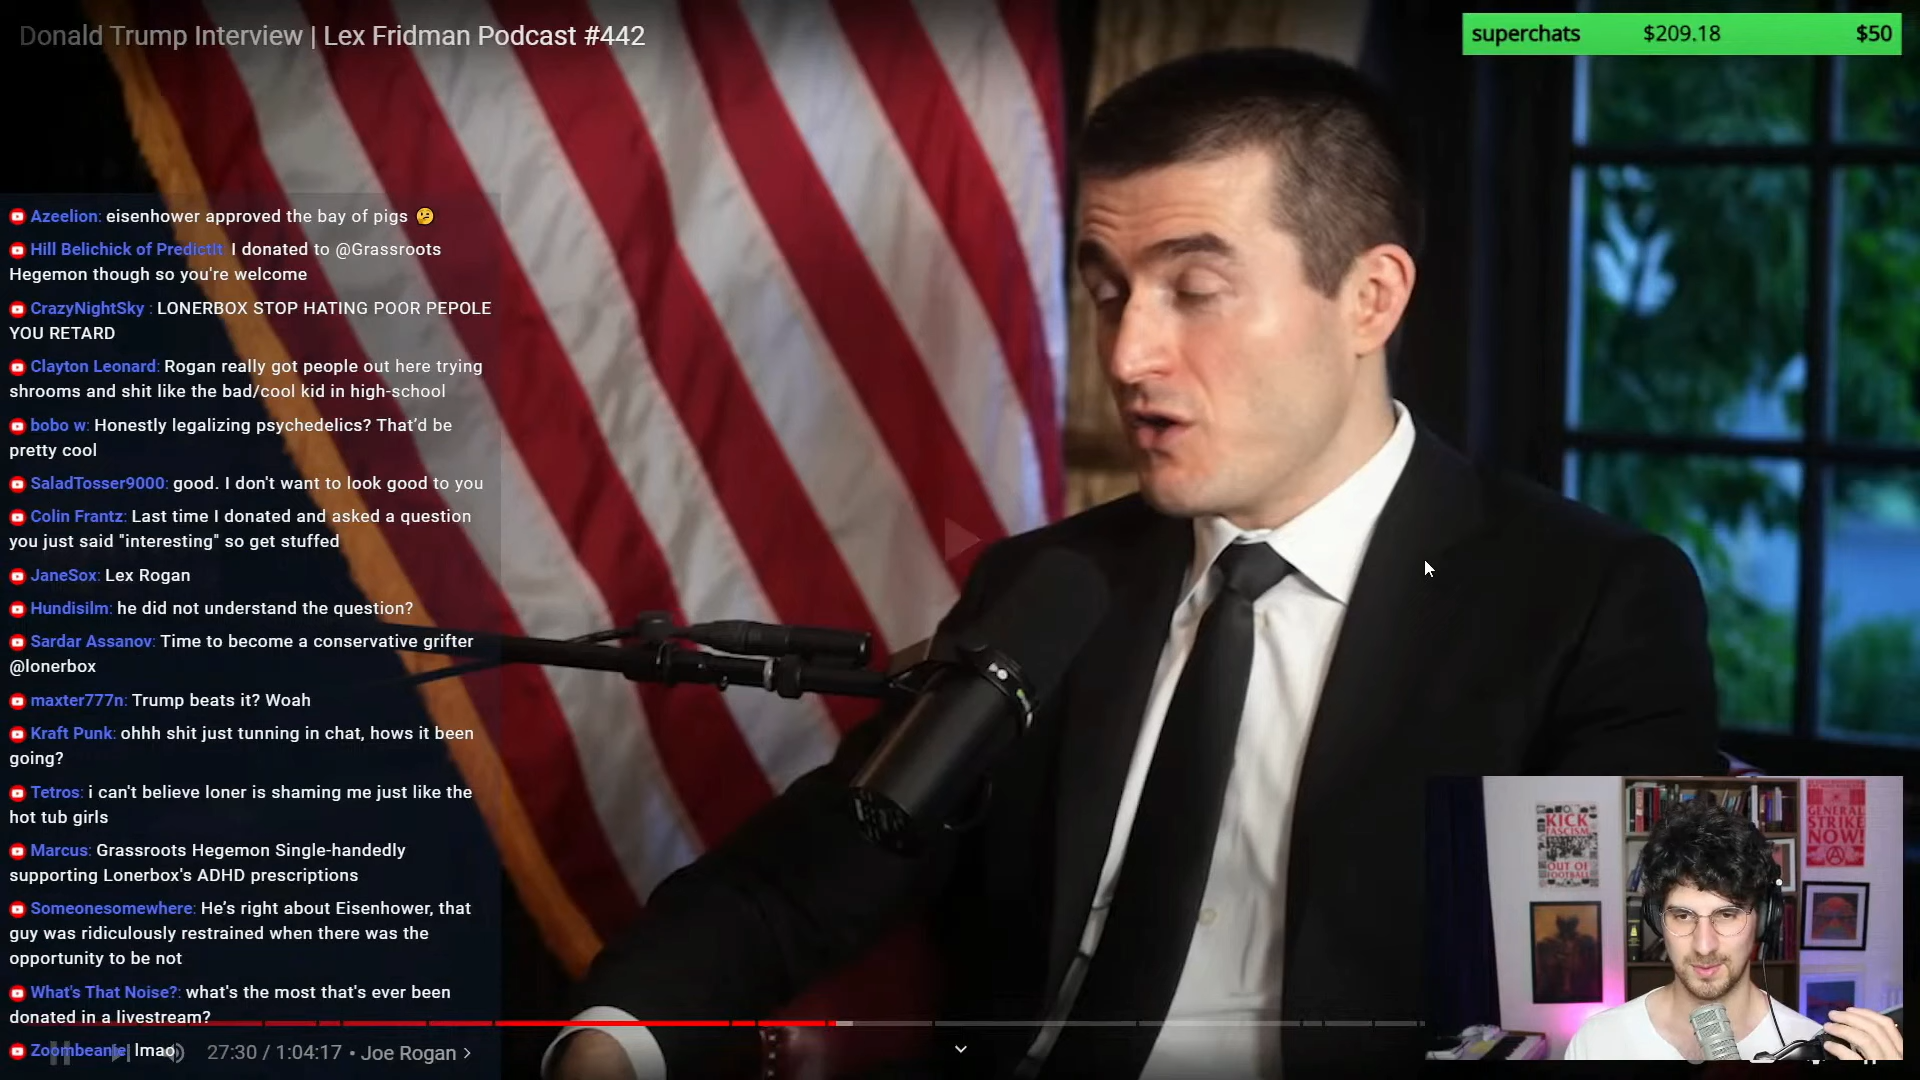 Donald Trump Interview | Lex Fridman Podcast #442
superchats $209.18 $50
Azeelion: eisenhower approved the bay of pigs 🤔
Hill Belichick of PredictIt I donated to @Grassroots
Hegemon though so you're welcome
CrazyNightSky : LONERBOX STOP HATING POOR PEPOLE
YOU RETARD
Clayton Leonard: Rogan really got people out here trying
shrooms and shit like the bad/cool kid in high-school
bobo w: Honestly legalizing psychedelics? That’d be
pretty cool
SaladTosser9000: good. I don't want to look good to you
Colin Frantz: Last time I donated and asked a question
you just said "interesting" so get stuffed
JaneSox: Lex Rogan
Hundisilm: he did not understand the question?
Sardar Assanov: Time to become a conservative grifter
@lonerbox
maxter777n: Trump beats it? Woah
Kraft Punk: ohhh shit just tunning in chat, hows it been
going?
Tetros: i can't believe loner is shaming me just like the
hot tub girls
Marcus: Grassroots Hegemon Single-handedly
supporting Lonerbox's ADHD prescriptions
Someonesomewhere: He’s right about Eisenhower, that
guy was ridiculously restrained when there was the
opportunity to be not
What's That Noise?: what's the most that's ever been
donated in a livestream?
Zoombeanie lmao
27:30 / 1:04:17 • Joe Rogan >
KICK
FASCISM
OUT OF
FOOTBALL
GENERAL
STRIKE
NOW!